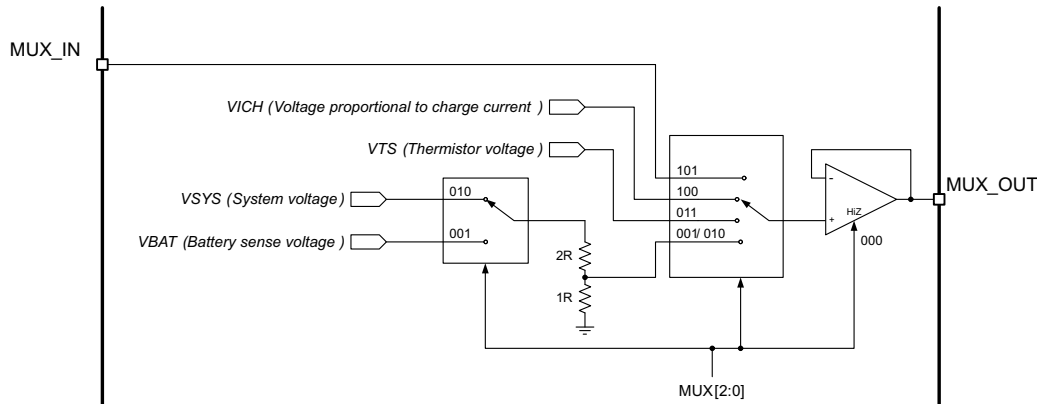 MUX_IN
VICH (Voltage proportional to charge current )
VTS (Thermistor voltage )
101
VSYS (System voltage)
010
100
-
MUX_OUT
011
+
HiZ
VBAT (Battery sense voltage )
001
001/ 010
000
2R
1R
MUX[2:0]